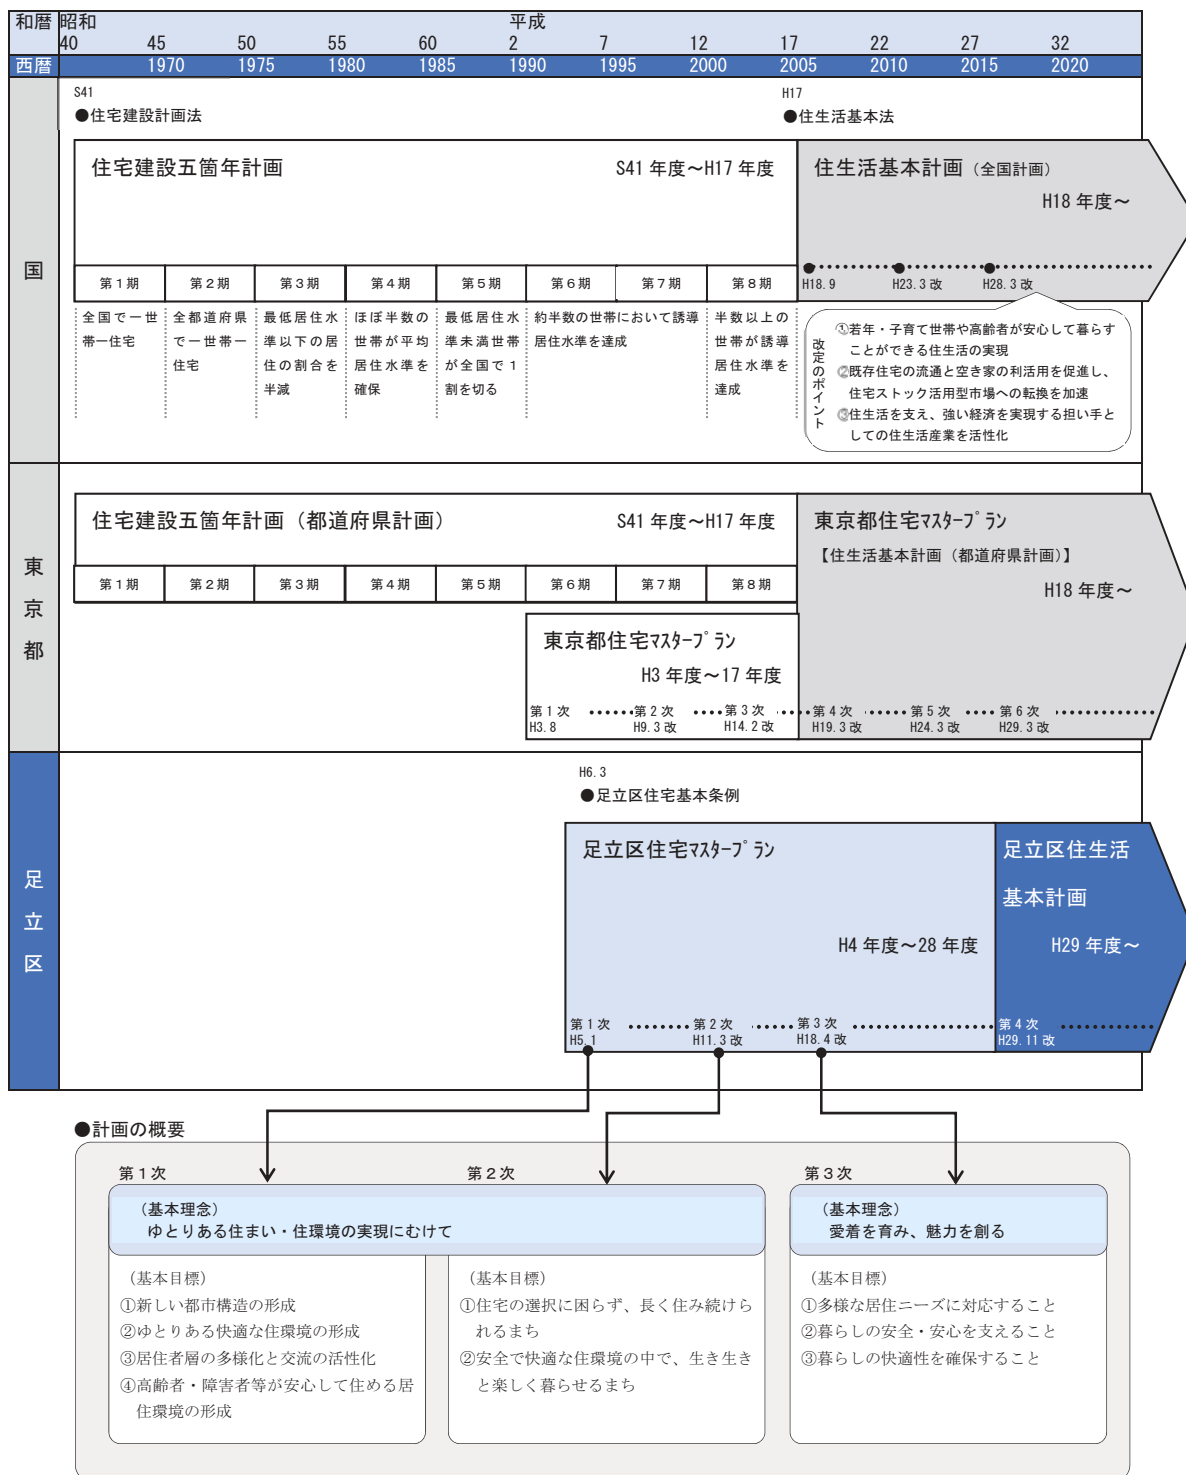 和暦 昭和 平成
40 45 50 55 60 2 7 12 17 22 27 32
西暦 1970 1975 1980 1985 1990 1995 2000 2005 2010 2015 2020
国
S41
●住宅建設計画法
H17
●住生活基本法
住宅建設五箇年計画 S41 年度～H17 年度
住生活基本計画（全国計画）
H18 年度～
第1期 第2期 第3期 第4期 第5期 第6期 第7期 第8期
H18.9 H23.3 改 H28.3 改
全国で一世
帯一住宅
全都道府県
で一世帯一
住宅
最低居住水
準以下の居
住の割合を
半減
ほぼ半数の
世帯が平均
居住水準を
確保
最低居住水
準未満世帯
が全国で1
割を切る
約半数の世帯において誘導
居住水準を達成
半数以上の
世帯が誘導
居住水準を
達成
改定のポイント
①若年・子育て世帯や高齢者が安心して暮らす
ことができる住生活の実現
②既存住宅の流通と空き家の利活用を促進し、
住宅ストック活用型市場への転換を加速
③住生活を支え、強い経済を実現する担い手と
しての住生活産業を活性化
東京都
住宅建設五箇年計画（都道府県計画） S41 年度～H17 年度
第1期 第2期 第3期 第4期 第5期 第6期 第7期 第8期
東京都住宅ﾏｽﾀｰﾌﾟﾗﾝ
【住生活基本計画（都道府県計画）】
H18 年度～
東京都住宅ﾏｽﾀｰﾌﾟﾗﾝ
H3 年度～17 年度
第1次 第2次 第3次 第4次 第5次 第6次
H3.8 H9.3 改 H14.2 改 H19.3 改 H24.3 改 H29.3 改
足立区
H6.3
●足立区住宅基本条例
足立区住宅ﾏｽﾀｰﾌﾟﾗﾝ
H4 年度～28 年度
足立区住生活
基本計画
H29 年度～
第1次 第2次 第3次 第4次
H5.1 H11.3 改 H18.4 改 H29.11 改
●計画の概要
第1次
第2次
（基本理念）
ゆとりある住まい・住環境の実現にむけて
（基本目標）
①新しい都市構造の形成
②ゆとりある快適な住環境の形成
③居住者層の多様化と交流の活性化
④高齢者・障害者等が安心して住める居
住環境の形成
（基本目標）
①住宅の選択に困らず、長く住み続けら
れるまち
②安全で快適な住環境の中で、生き生き
と楽しく暮らせるまち
第3次
（基本理念）
愛着を育み、魅力を創る
（基本目標）
①多様な居住ニーズに対応すること
②暮らしの安全・安心を支えること
③暮らしの快適性を確保すること